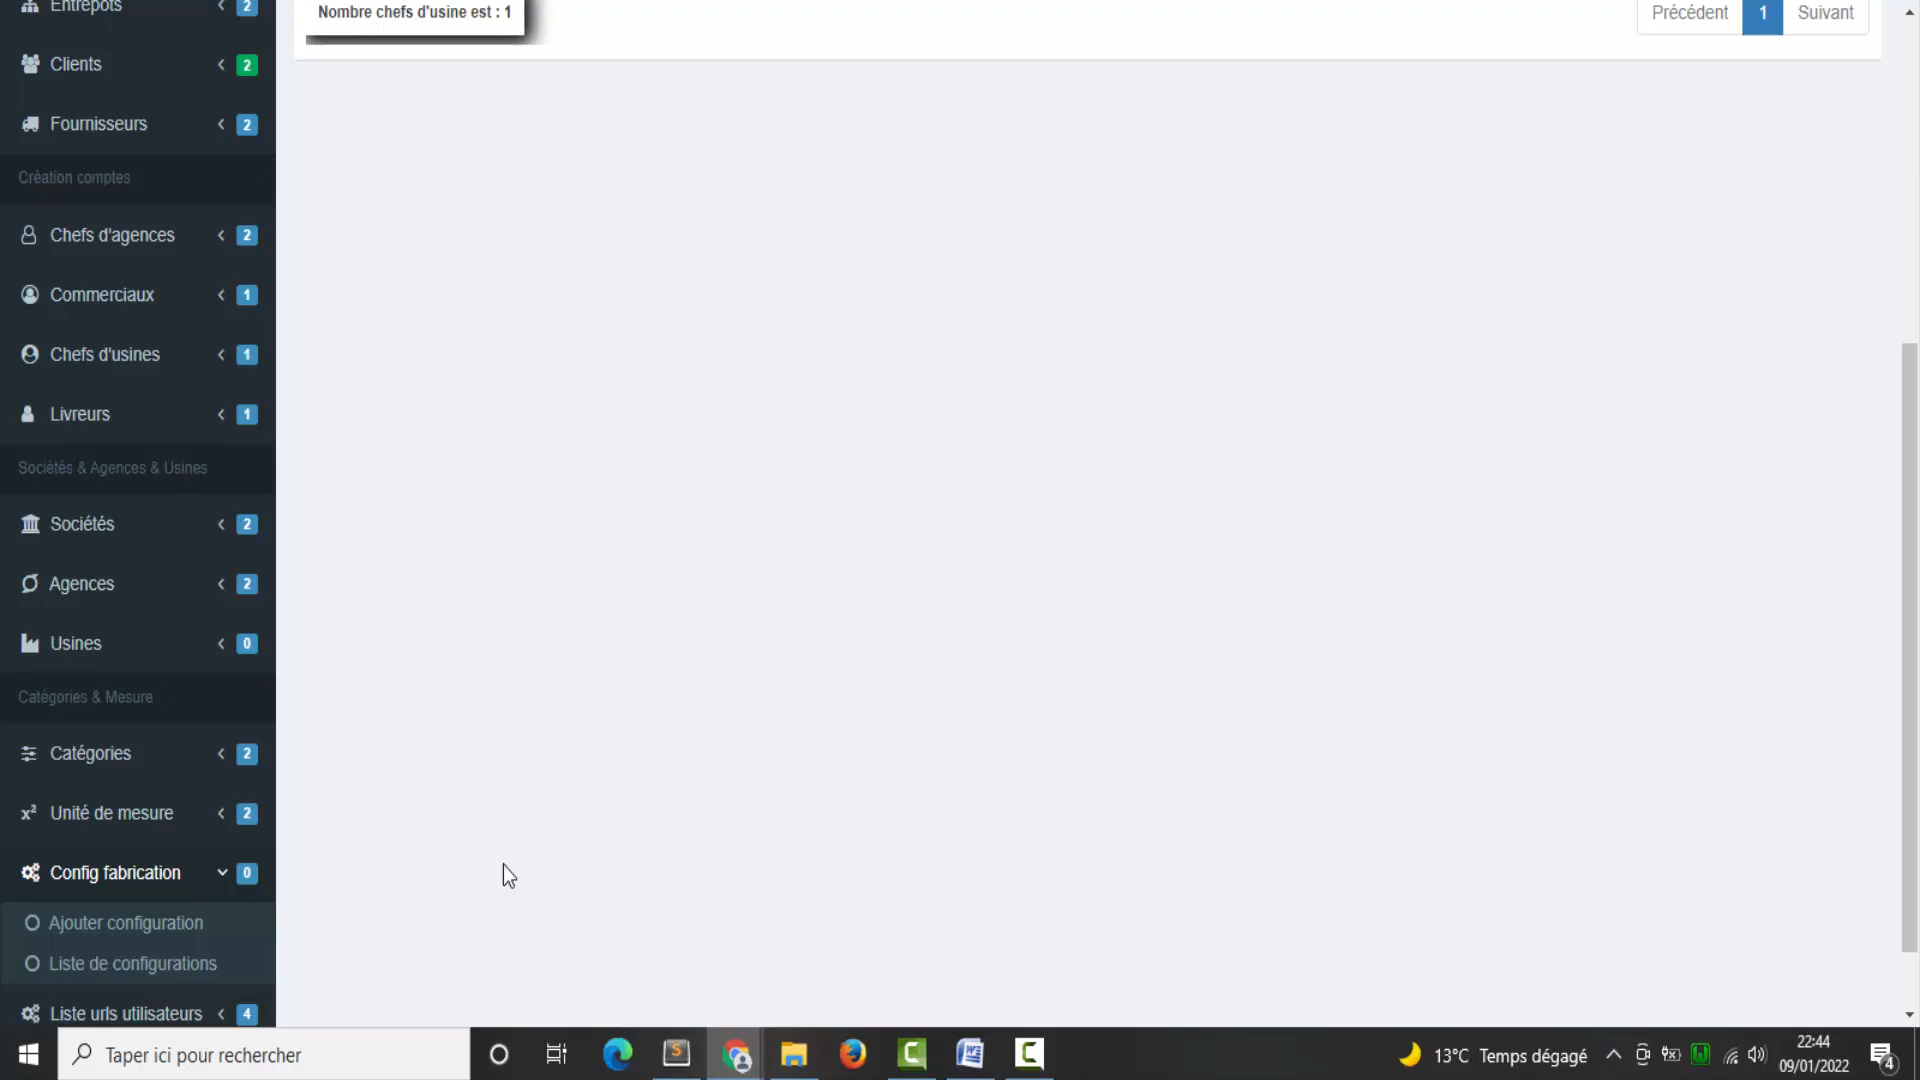 Entrepôts 2
Nombre chefs d'usine est : 1
Précédent 1 Suivant
Clients 2
Fournisseurs 2
Création comptes
Chefs d'agences 2
Commerciaux 1
Chefs d'usines 1
Livreurs 1
Sociétés & Agences & Usines
Sociétés 2
Agences 2
Usines 0
Catégories & Mesure
Catégories 2
x² Unité de mesure 2
Config fabrication 0
Ajouter configuration
Liste de configurations
Liste urls utilisateurs 4
Taper ici pour rechercher
13°C Temps dégagé
22:44
09/01/2022
4